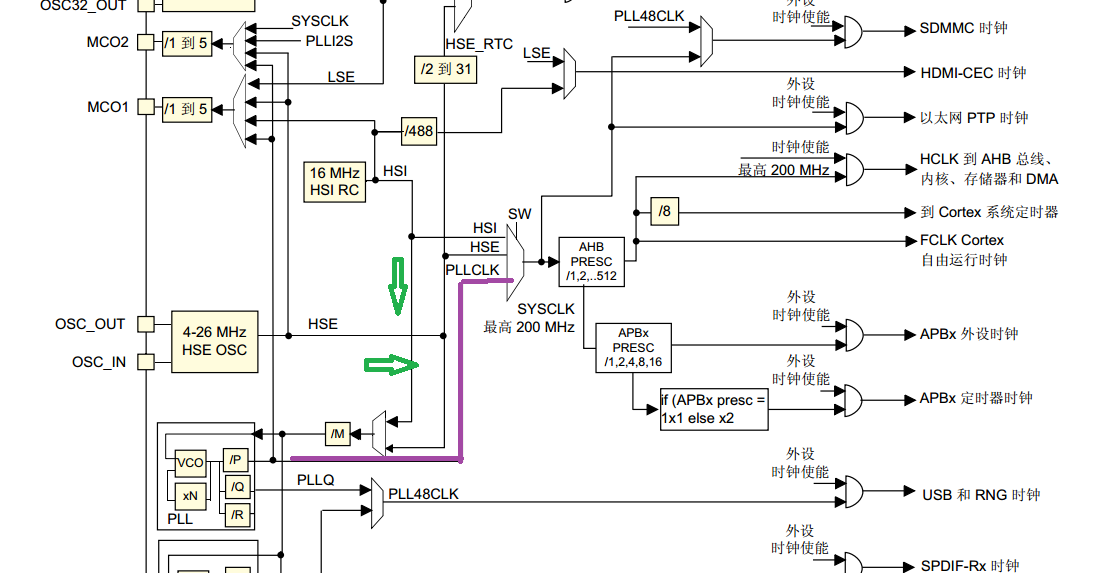 OSC32_OUT
MCO2
/1 到 5
SYSCLK
PLLI2S
LSE
MCO1
/1 到 5
HSE_RTC
/2 到 31
LSE
/488
16 MHz
HSI RC
HSI
PLL48CLK
外设
时钟使能
SDMMC 时钟
HDMI-CEC 时钟
外设
时钟使能
以太网 PTP 时钟
时钟使能
最高 200 MHz
HCLK 到 AHB 总线、
内核、存储器和 DMA
/8
到 Cortex 系统定时器
FCLK Cortex
自由运行时钟
SW
HSI
HSE
PLLCLK
AHB
PRESC
/1,2,..512
SYSCLK
最高 200 MHz
OSC_OUT
OSC_IN
4-26 MHz
HSE OSC
HSE
APBx
PRESC
/1,2,4,8,16
外设
时钟使能
APBx 外设时钟
if (APBx presc =
1x1 else x2
外设
时钟使能
APBx 定时器时钟
/M
VCO
xN
/P
/Q
/R
PLL
PLLQ
PLL48CLK
外设
时钟使能
USB 和 RNG 时钟
外设
时钟使能
SPDIF-Rx 时钟